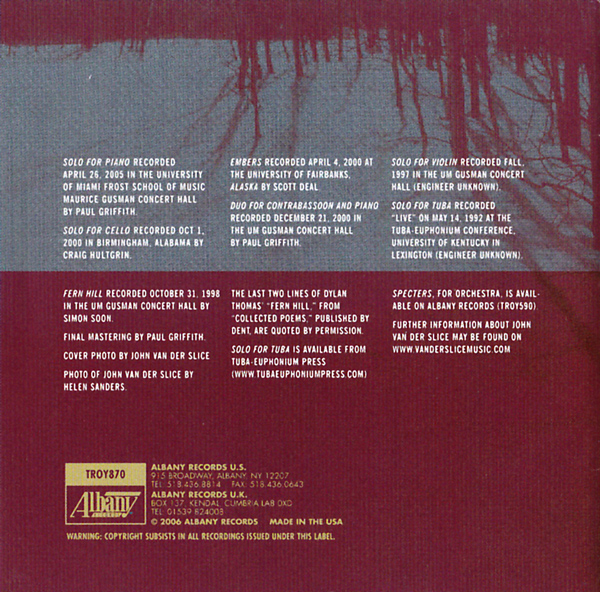 SOLO FOR PIANO RECORDED
APRIL 26, 2005 IN THE UNIVERSITY
OF MIAMI FROST SCHOOL OF MUSIC
MAURICE GUSMAN CONCERT HALL
BY PAUL GRIFFITH.
SOLO FOR CELLO RECORDED OCT 1,
2000 IN BIRMINGHAM, ALABAMA BY
CRAIG HULTGRIN.
FERN HILL RECORDED OCTOBER 31, 1998
IN THE UM GUSMAN CONCERT HALL BY
SIMON SOON.
FINAL MASTERING BY PAUL GRIFFITH.
COVER PHOTO BY JOHN VAN DER SLICE
PHOTO OF JOHN VAN DER SLICE BY
HELEN SANDERS.
EMBERS RECORDED APRIL 4, 2000 AT
THE UNIVERSITY OF FAIRBANKS,
ALASKA BY SCOTT DEAL.
DUO FOR CONTRABASSOON AND PIANO
RECORDED DECEMBER 21, 2000 IN
THE UM GUSMAN CONCERT HALL
BY PAUL GRIFFITH.
THE LAST TWO LINES OF DYLAN
THOMAS' "FERN HILL," FROM
"COLLECTED POEMS," PUBLISHED BY
DENT, ARE QUOTED BY PERMISSION.
SOLO FOR TUBA IS AVAILABLE FROM
TUBA-EUPHONIUM PRESS
(WWW.TUBAEUPHONIUMPRESS.COM)
SOLO FOR VIOLIN RECORDED FALL,
1997 IN THE UM GUSMAN CONCERT
HALL (ENGINEER UNKNOWN).
SOLO FOR TUBA RECORDED
"LIVE" ON MAY 14, 1992 AT THE
TUBA-EUPHONIUM CONFERENCE,
UNIVERSITY OF KENTUCKY IN
LEXINGTON (ENGINEER UNKNOWN).
SPECTERS, FOR ORCHESTRA, IS AVAIL-
ABLE ON ALBANY RECORDS (TROY590)
FURTHER INFORMATION ABOUT JOHN
VAN DER SLICE MAY BE FOUND ON
WWW.VANDERSLICEMUSIC.COM
TROY870
Albany
RECORDS
ALBANY RECORDS U.S.
915 BROADWAY, ALBANY, NY 12207
TEL: 518.436.8814 FAX: 518.436.0643
ALBANY RECORDS U.K.
BOX 137, KENDAL, CUMBRIA LA8 0XD
TEL: 01539 824008
© 2006 ALBANY RECORDS MADE IN THE USA
WARNING: COPYRIGHT SUBSISTS IN ALL RECORDINGS ISSUED UNDER THIS LABEL.